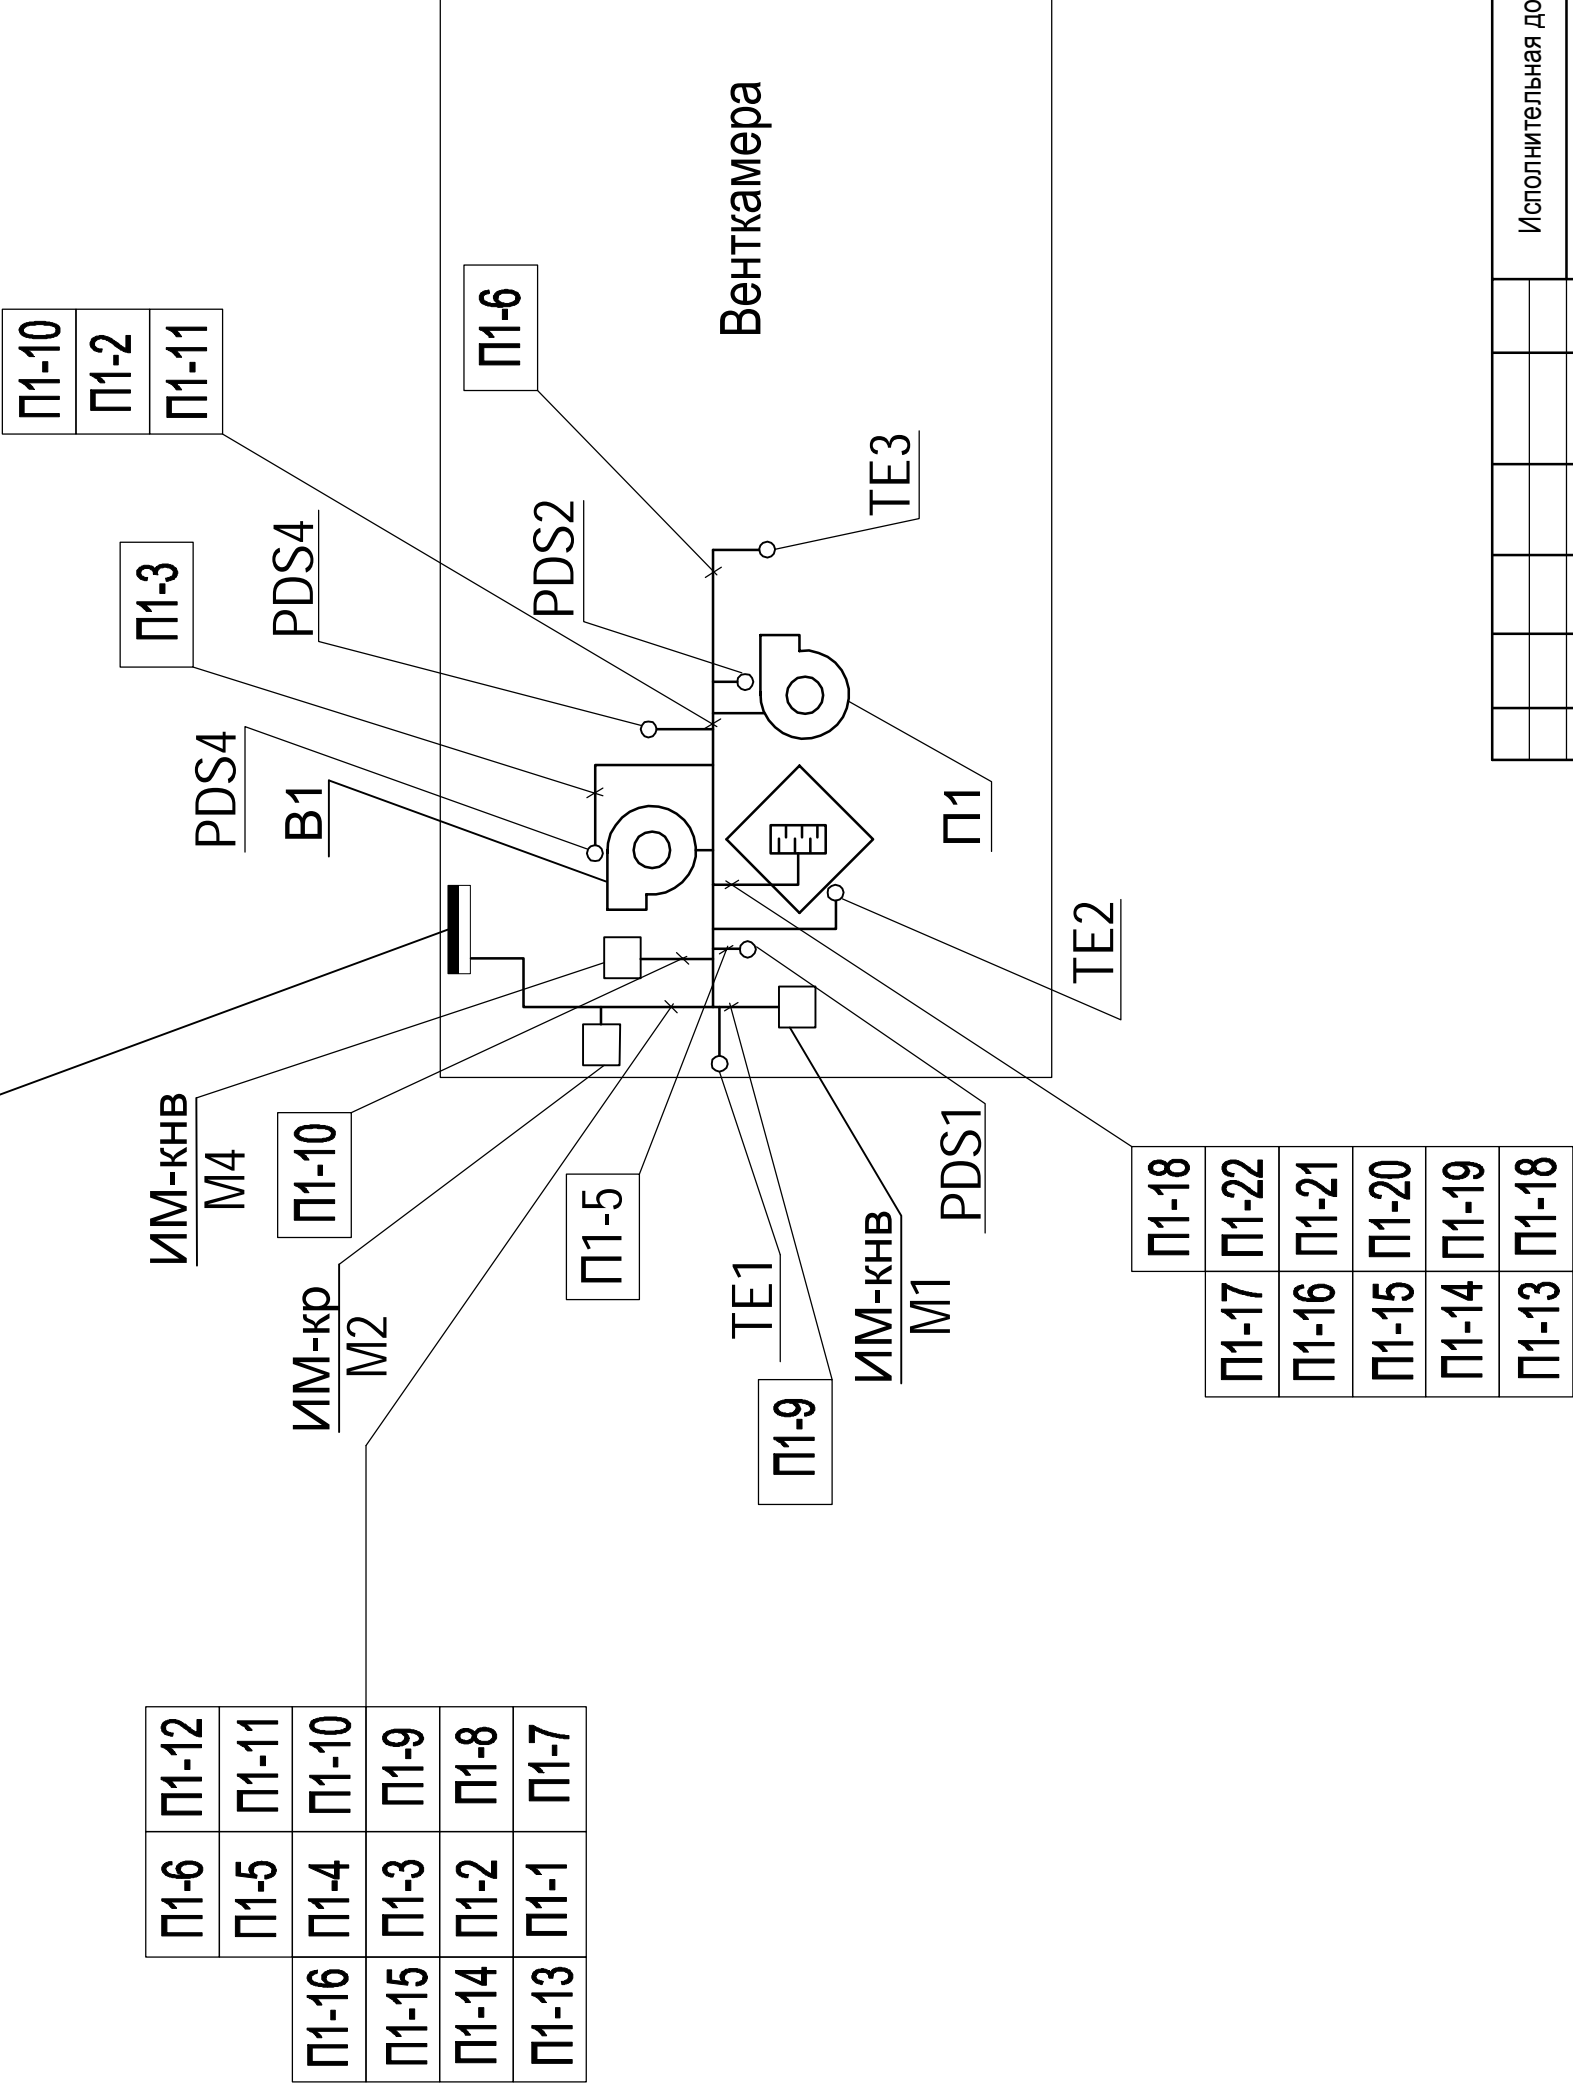 П1-10
П1-2
П1-11
П1-3
PDS4
PDS4
В1
П1-6
PDS2
Венткамера
TE3
П1
TE2
ИМ-кнв
М4
П1-10
ИМ-кр
М2
П1-5
TE1
П1-9
ИМ-кнв
М1
PDS1
П1-6 П1-12
П1-5 П1-11
П1-16 П1-4 П1-10
П1-15 П1-3 П1-9
П1-14 П1-2 П1-8
П1-13 П1-1 П1-7
П1-18
П1-17 П1-22
П1-16 П1-21
П1-15 П1-20
П1-14 П1-19
П1-13 П1-18
Исполнительная до